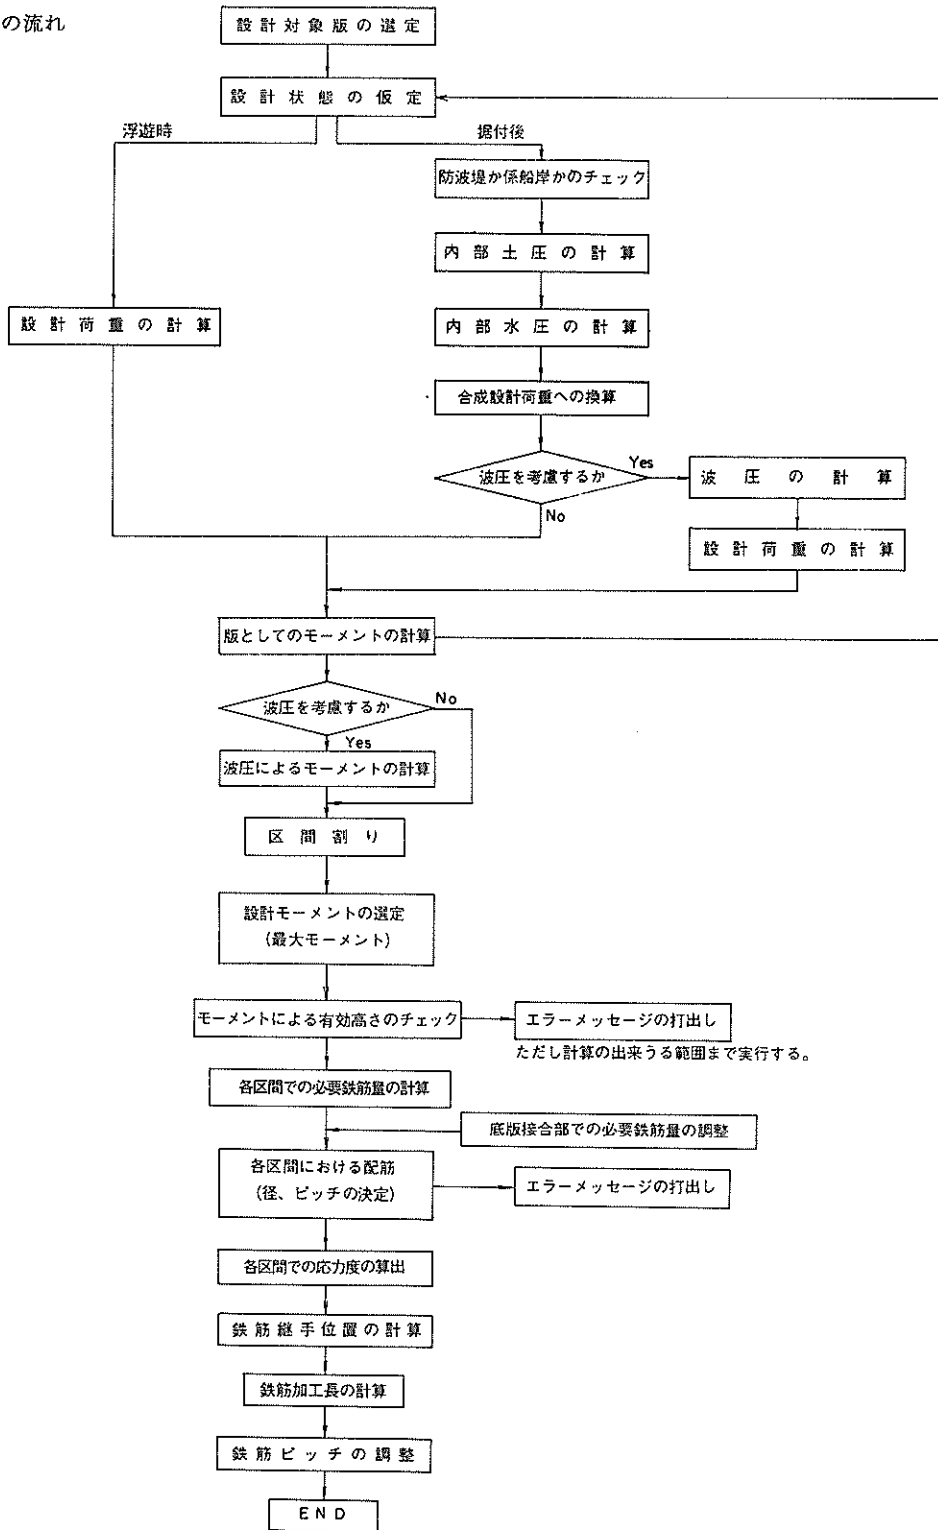 の流れ
設計対象版の選定
設計状態の仮定
浮遊時
据付後
防波堤か係船岸かのチェック
内部土圧の計算
設計荷重の計算
内部水圧の計算
合成設計荷重への換算
波圧を考慮するか
Yes
波圧の計算
No
設計荷重の計算
版としてのモーメントの計算
波圧を考慮するか
No
Yes
波圧によるモーメントの計算
区間割り
設計モーメントの選定
(最大モーメント)
モーメントによる有効高さのチェック
エラーメッセージの打出し
ただし計算の出来うる範囲まで実行する。
各区間での必要鉄筋量の計算
底版接合部での必要鉄筋量の調整
各区間における配筋
(径、ピッチの決定)
エラーメッセージの打出し
各区間での応力度の算出
鉄筋継手位置の計算
鉄筋加工長の計算
鉄筋ピッチの調整
END